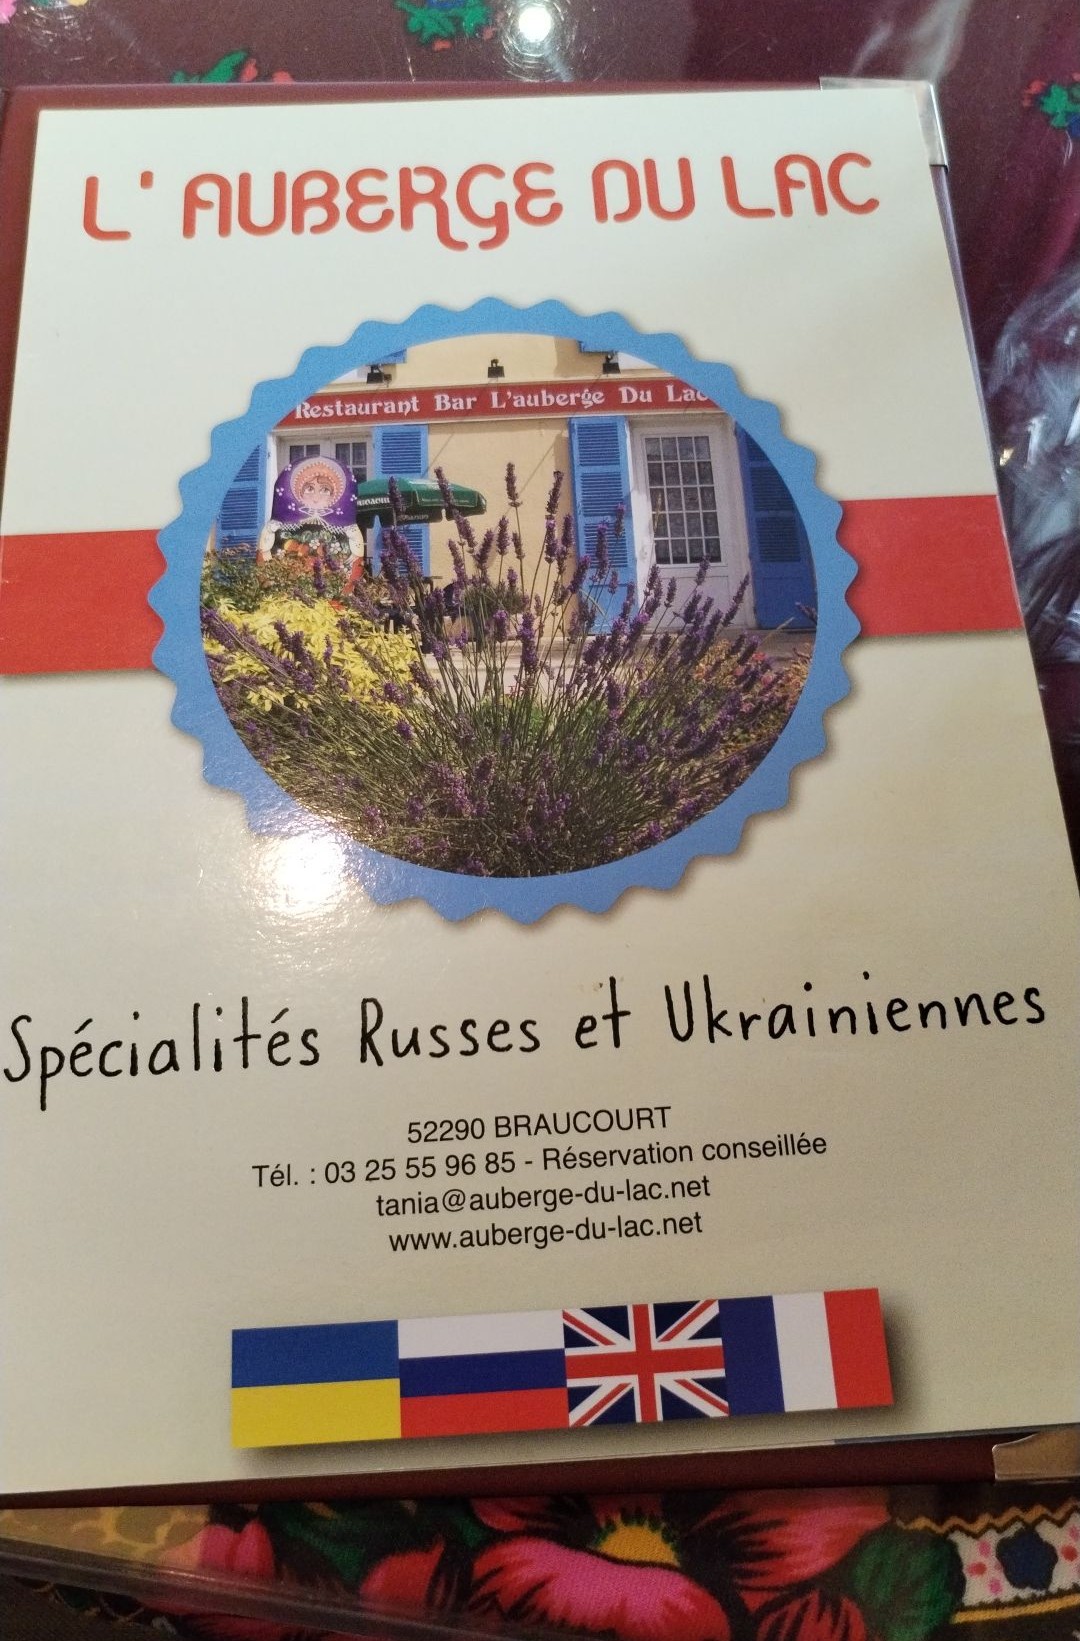 L' AUBERGE DU LAC
Restaurant Bar L'auberge Du Lac
Spécialités Russes et Ukrainiennes
52290 BRAUCOURT
Tél. : 03 25 55 96 85 - Réservation conseillée
tania@auberge-du-lac.net
www.auberge-du-lac.net